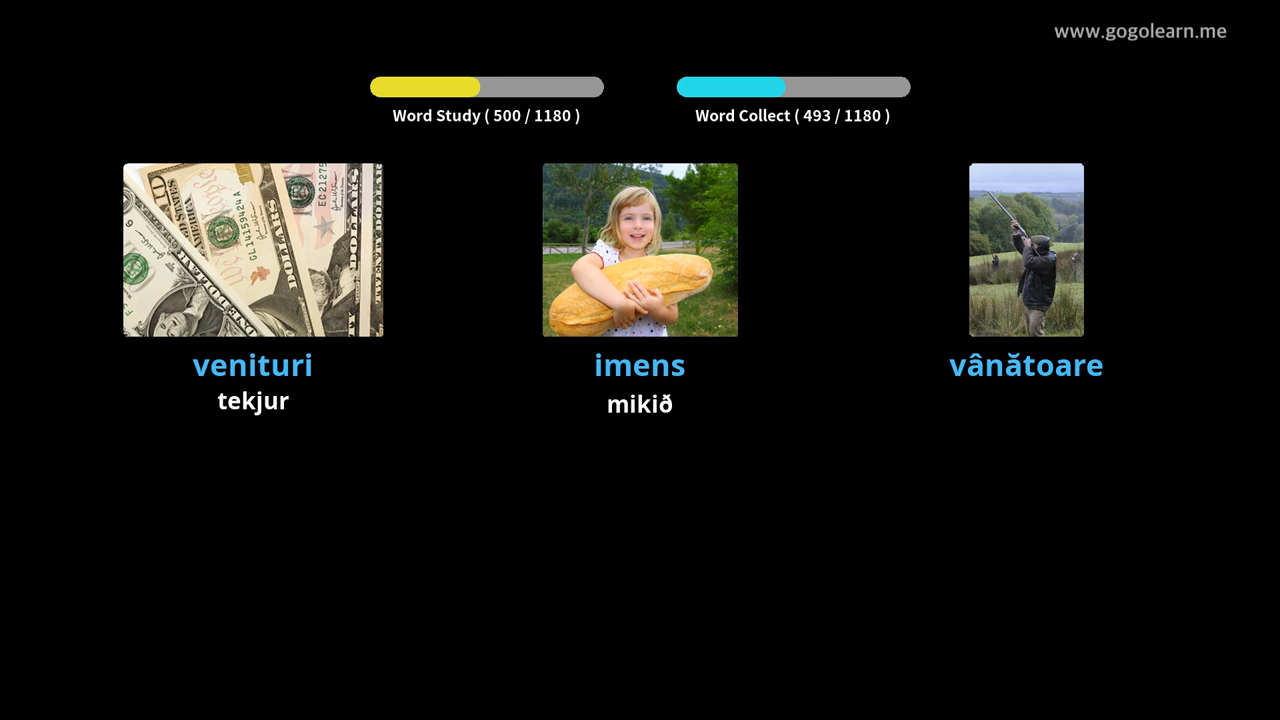 www.gogolearn.me
Word Study ( 500 / 1180 )
Word Collect ( 493 / 1180 )
venituri
imens
vânătoare
tekjur
mikið